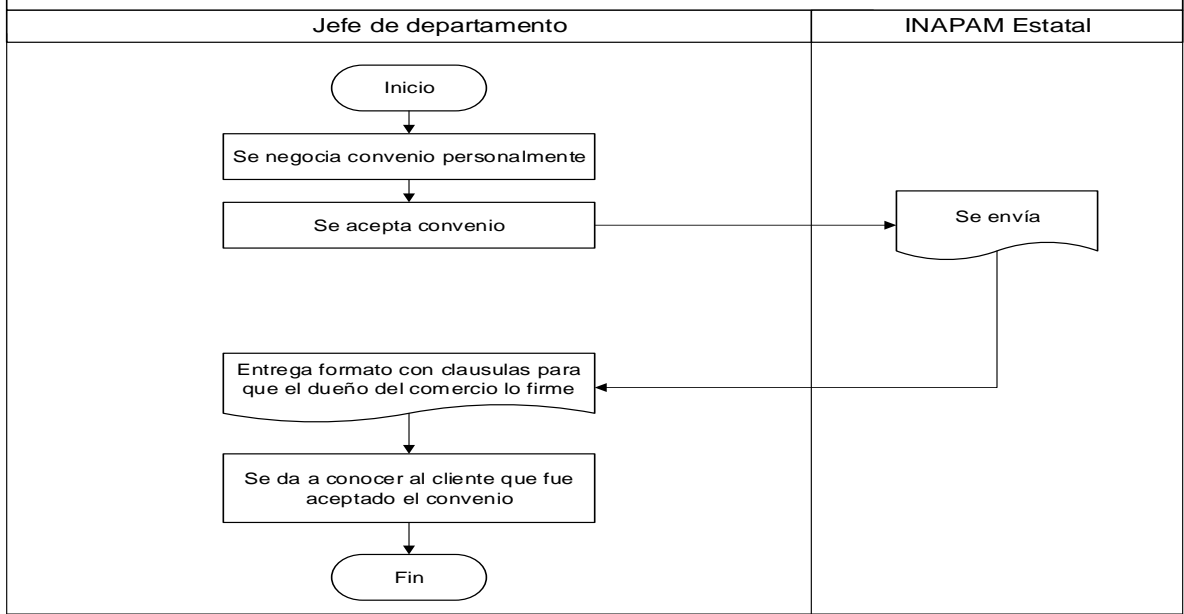 Jefe de departamento
INAPAM Estatal
Inicio
Se negocia convenio personalmente
Se acepta convenio
Se envía
Entrega formato con clausulas para
que el dueño del comercio lo firme
Se da a conocer al cliente que fue
aceptado el convenio
Fin